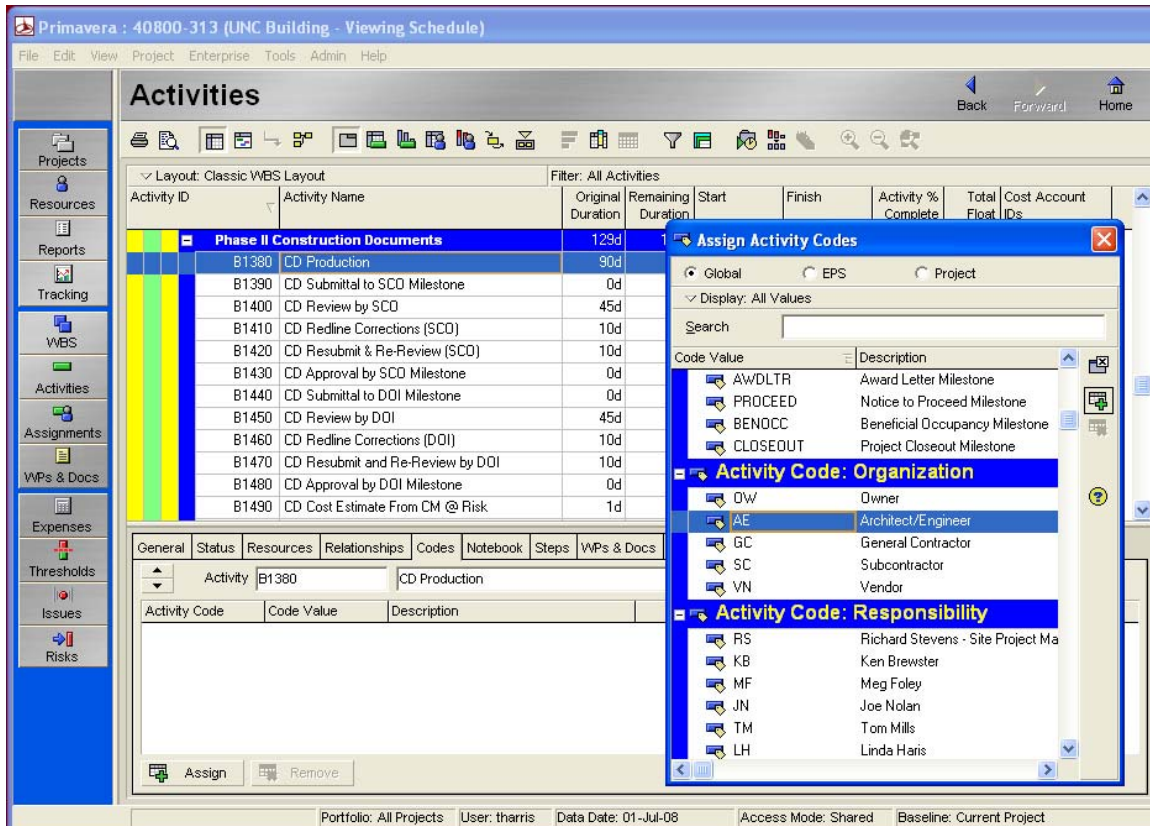 Primavera : 40800-313 (UNC Building - Viewing Schedule)
File Edit View Project Enterprise Tools Admin Help
Activities
Back Forward Home
Projects
Resources
Reports
Tracking
WBS
Activities
Assignments
WPs & Docs
Expenses
Thresholds
Issues
Risks
Layout: Classic WBS Layout Filter: All Activities
Activity ID Activity Name Original Duration Remaining Duration Start Finish Activity % Complete Total Float Cost Account IDs
Phase II Construction Documents 129d 1
B1380 CD Production 90d
B1390 CD Submittal to SCO Milestone 0d
B1400 CD Review by SCO 45d
B1410 CD Redline Corrections (SCO) 10d
B1420 CD Resubmit & Re-Review (SCO) 10d
B1430 CD Approval by SCO Milestone 0d
B1440 CD Submittal to DOI Milestone 0d
B1450 CD Review by DOI 45d
B1460 CD Redline Corrections (DOI) 10d
B1470 CD Resubmit and Re-Review by DOI 10d
B1480 CD Approval by DOI Milestone 0d
B1490 CD Cost Estimate From CM @ Risk 1d
General Status Resources Relationships Codes Notebook Steps WPs & Docs
Activity B1380 CD Production
Activity Code Code Value Description
Assign Remove
Assign Activity Codes
Global EPS Project
Display: All Values
Search
Code Value Description
AWDLTR Award Letter Milestone
PROCEED Notice to Proceed Milestone
BENOCC Beneficial Occupancy Milestone
CLOSEOUT Project Closeout Milestone
Activity Code: Organization
OW Owner
AE Architect/Engineer
GC General Contractor
SC Subcontractor
VN Vendor
Activity Code: Responsibility
RS Richard Stevens - Site Project Ma
KB Ken Brewster
MF Meg Foley
JN Joe Nolan
TM Tom Mills
LH Linda Haris
Portfolio: All Projects User: tharris Data Date: 01-Jul-08 Access Mode: Shared Baseline: Current Project